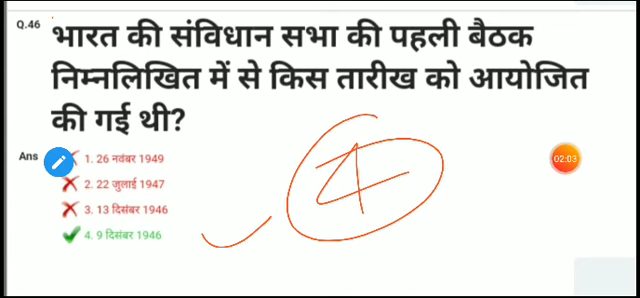 Q.46 भारत की संविधान सभा की पहली बैठक
निम्नलिखित में से किस तारीख को आयोजित
की गई थी?
Ans
1. 26 नवंबर 1949
2. 22 जुलाई 1947
3. 13 दिसंबर 1946
4. 9 दिसंबर 1946
4
02:03